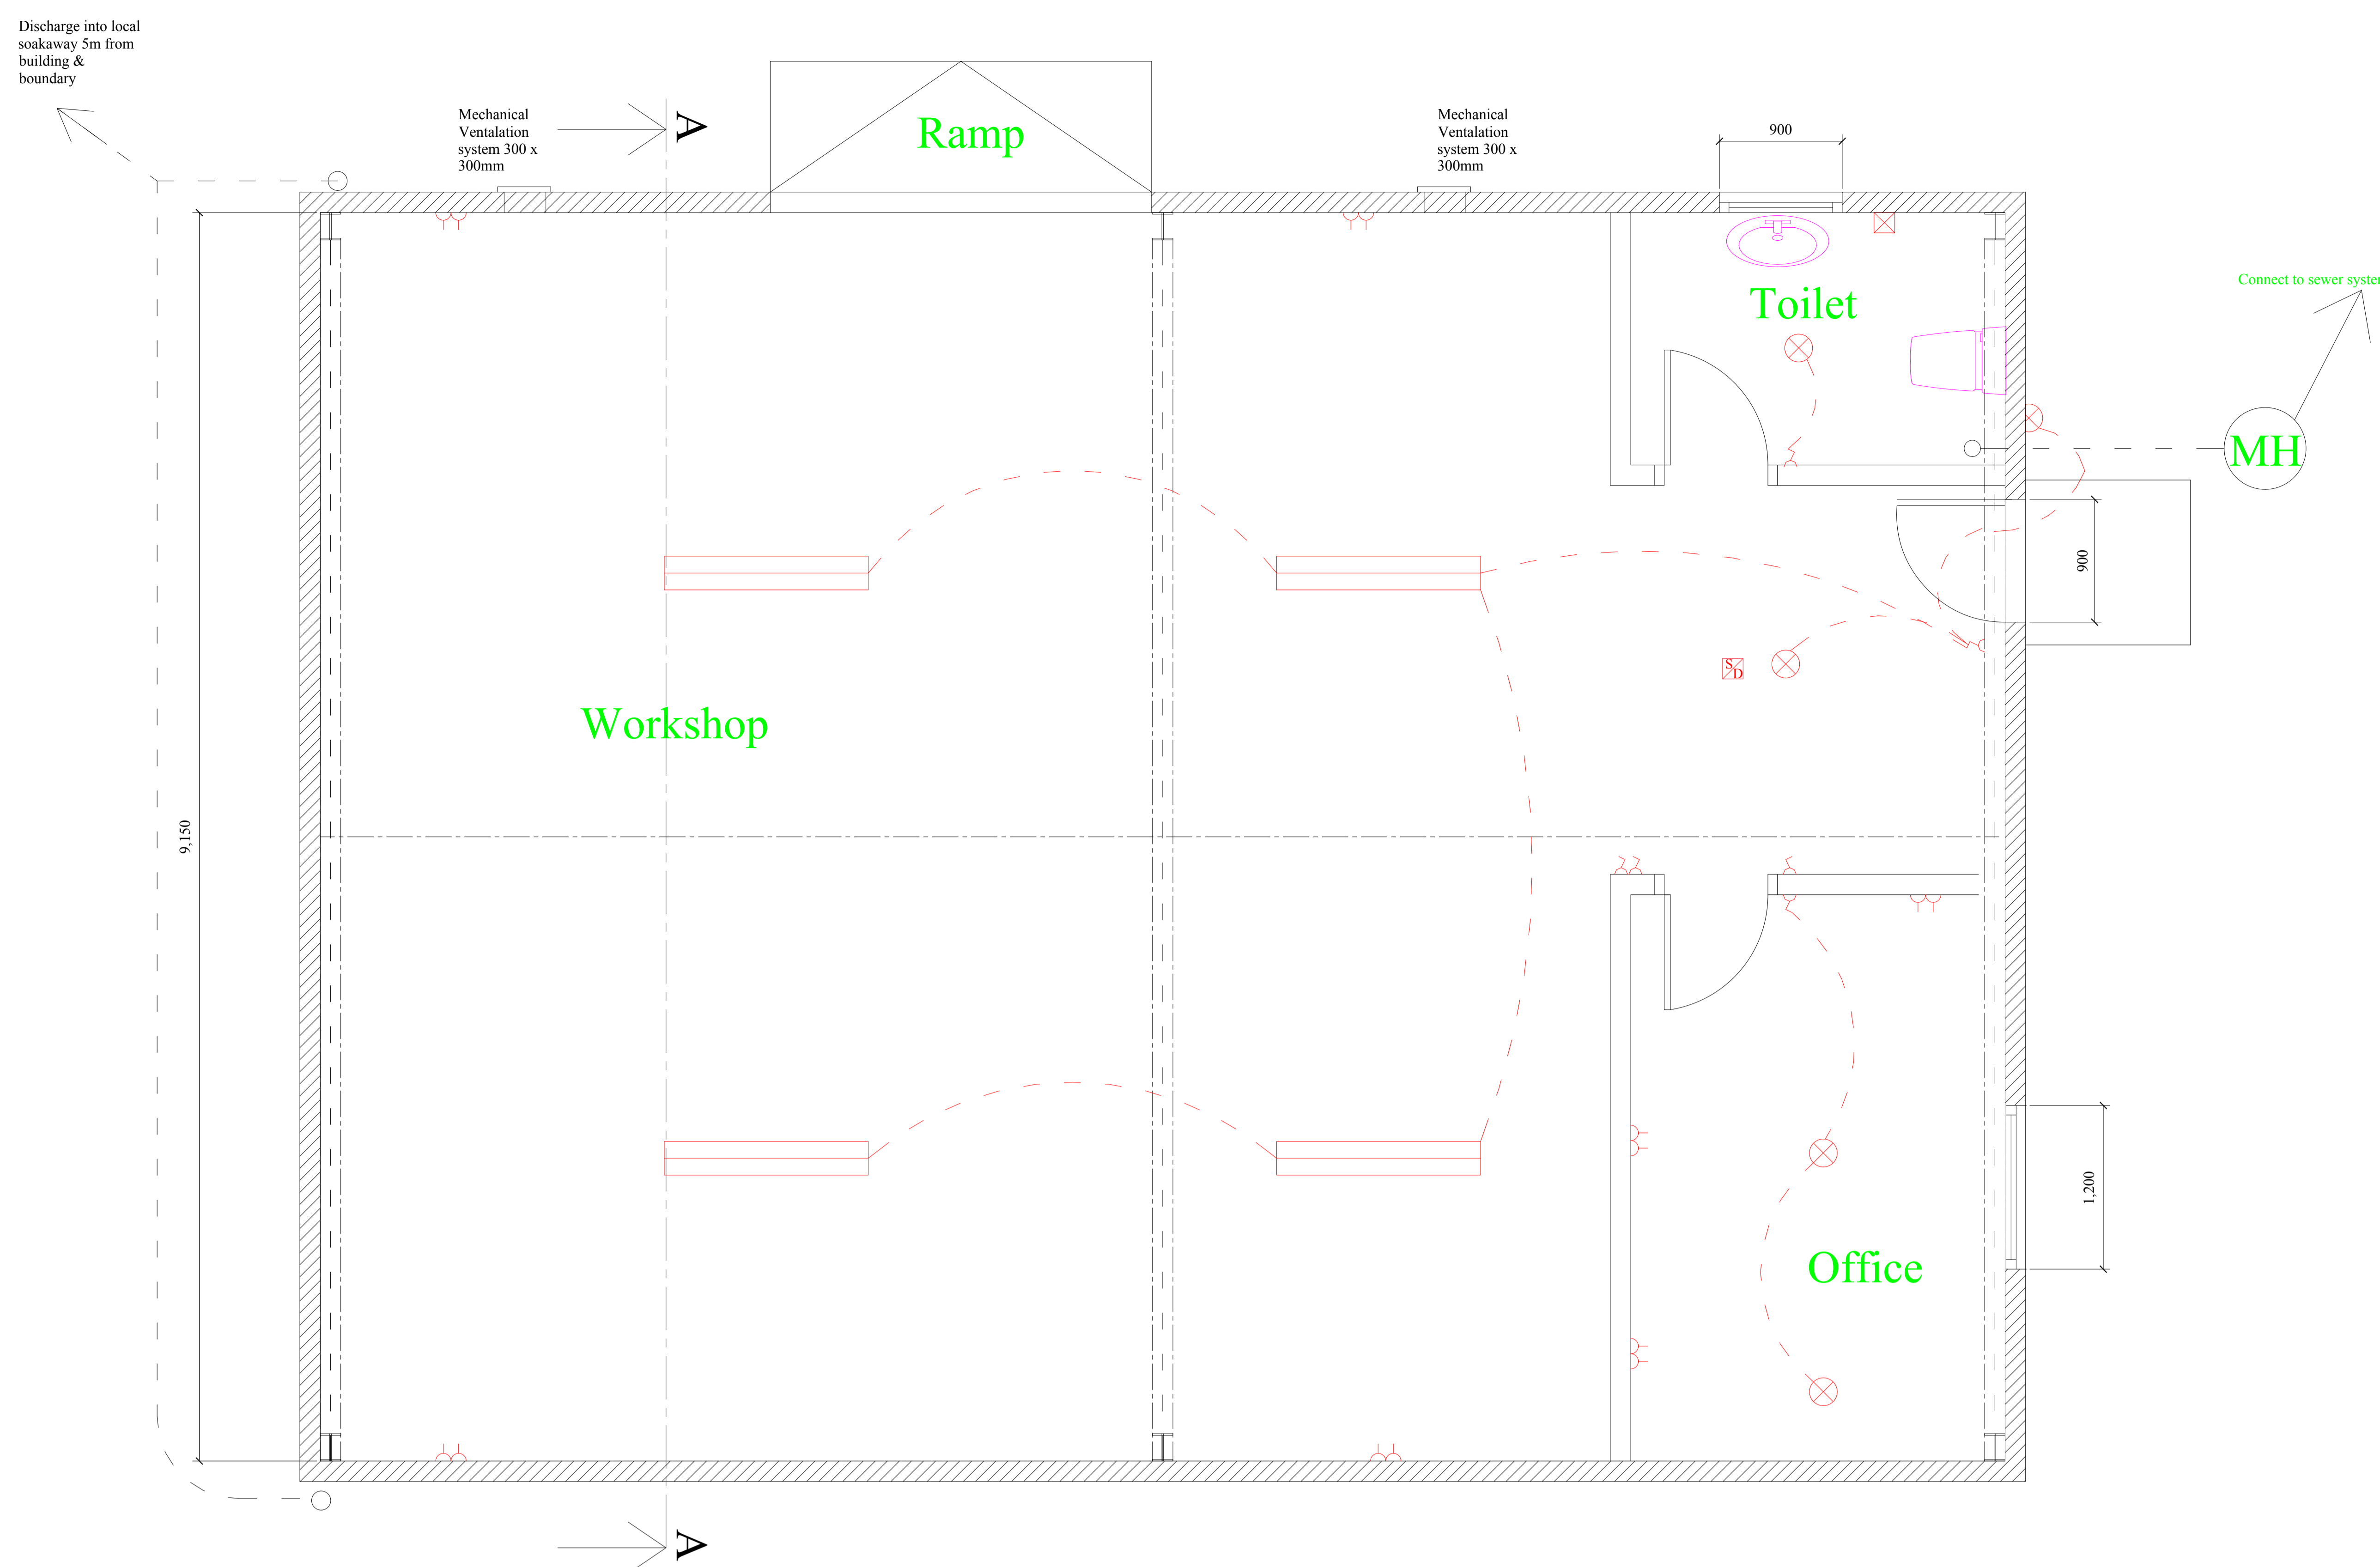 Discharge into local
soakaway 5m from
building &
boundary
Mechanical
Ventalation
system 300 x
300mm
A
Ramp
Mechanical
Ventalation
system 300 x
300mm
900
Toilet
Connect to sewer system
MH
900
S
D
Workshop
9,150
1,200
Office
A